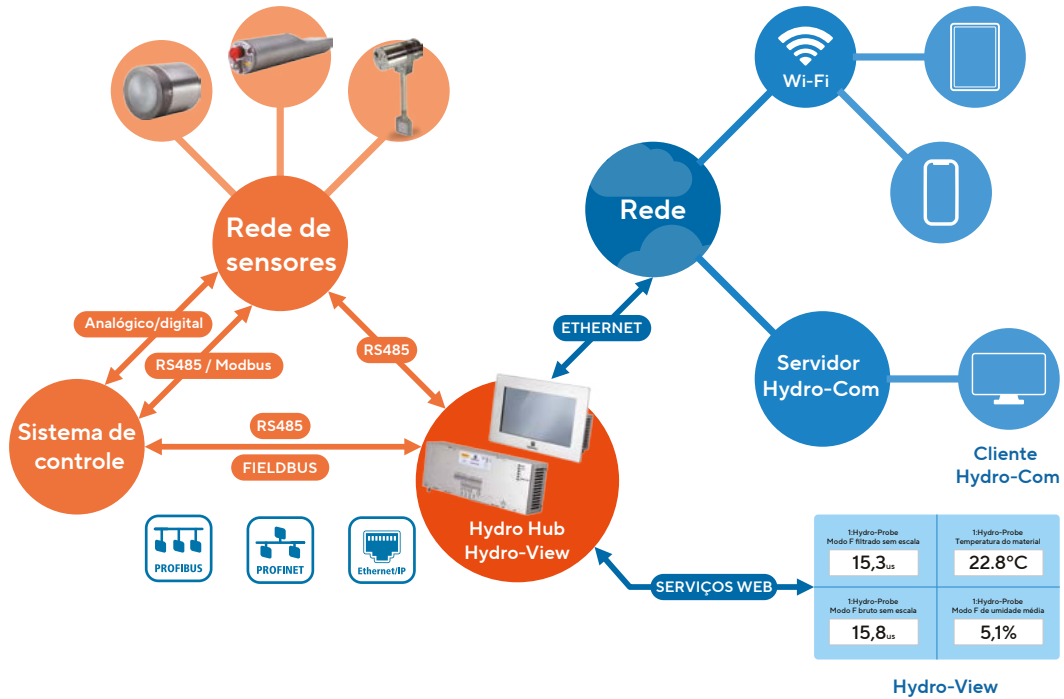 Wi-Fi
Rede de
sensores
Rede
Analógico/digital
RS485 / Modbus
RS485
ETHERNET
Sistema de
controle
RS485
FIELDBUS
Servidor
Hydro-Com
Cliente
Hydro-Com
Hydro Hub
Hydro-View
PROFIBUS
PROFINET
Ethernet/IP
SERVIÇOS WEB
1:Hydro-Probe
Modo F filtrado sem escala
15,3us
1:Hydro-Probe
Temperatura do material
22.8°C
1:Hydro-Probe
Modo F bruto sem escala
15,8us
1:Hydro-Probe
Modo F de umidade média
5,1%
Hydro-View